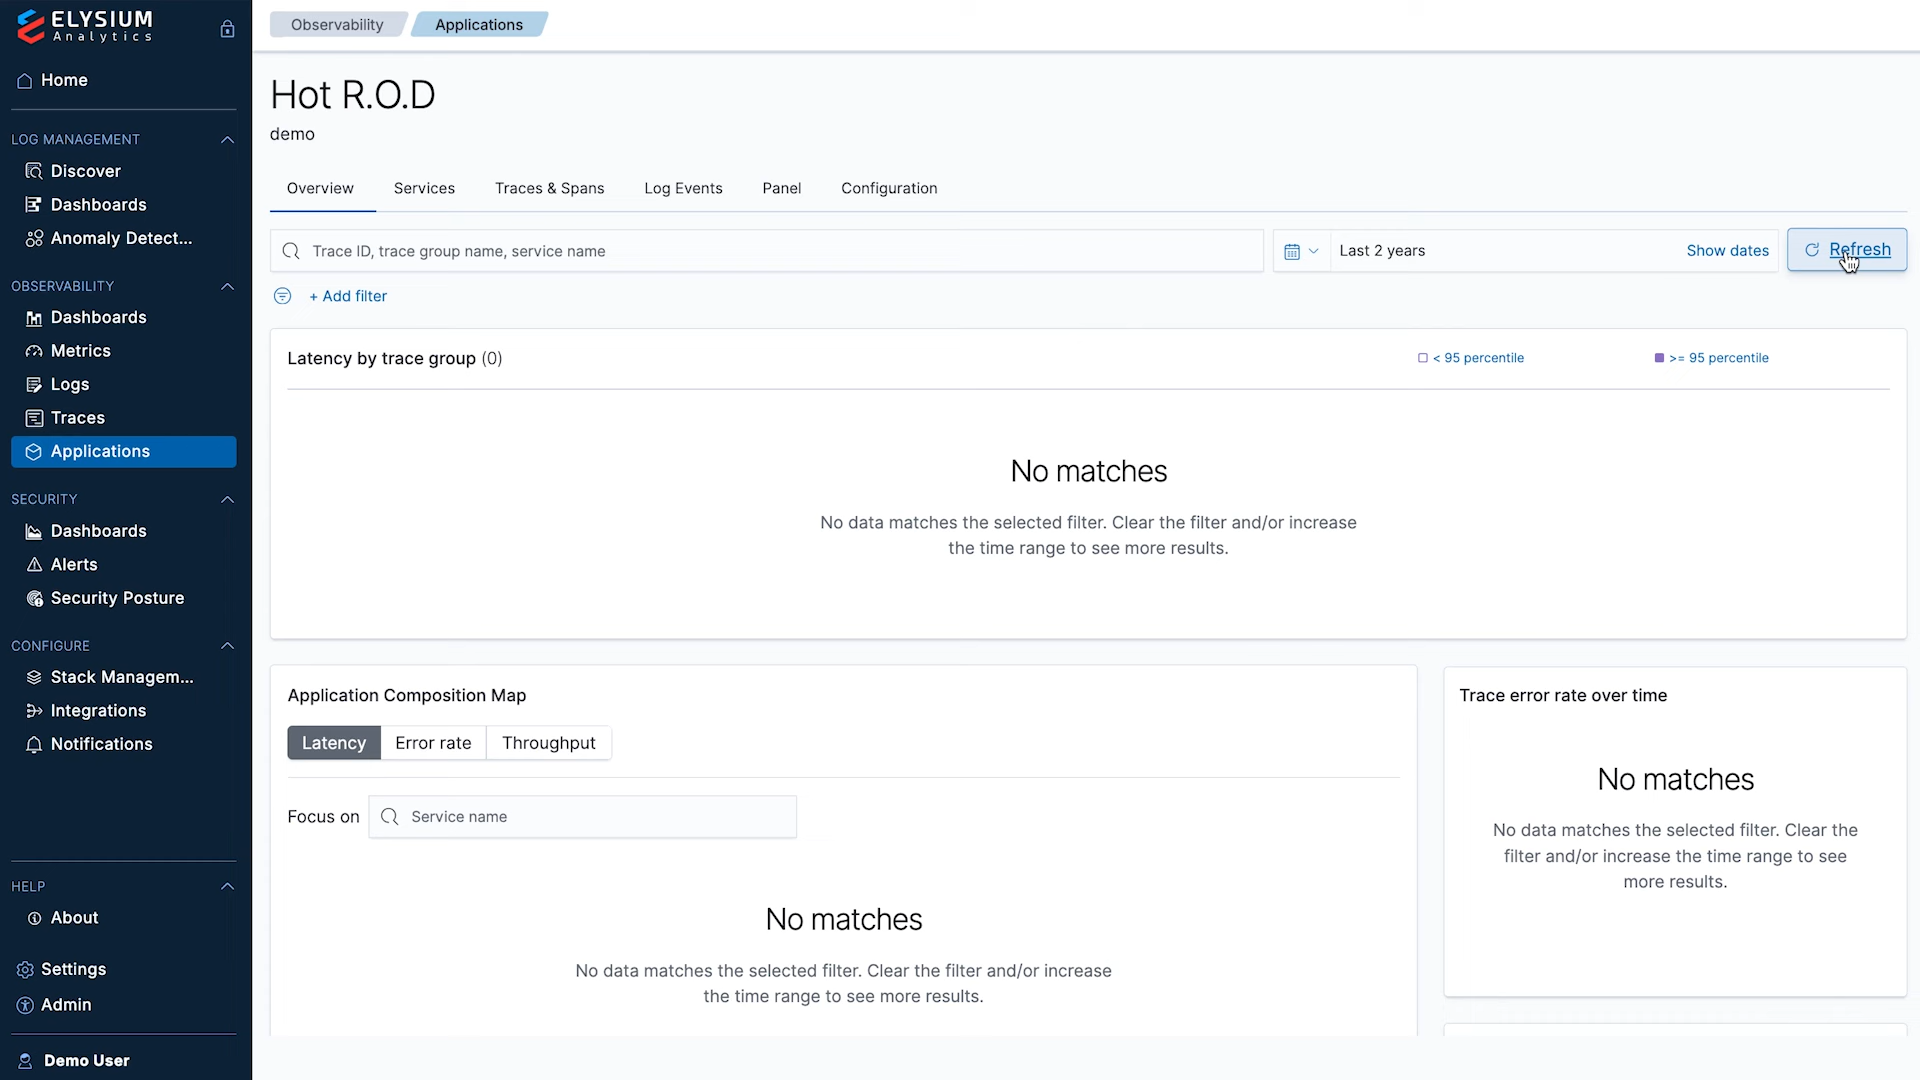 ELYSIUM
Analytics
Home
LOG MANAGEMENT
Discover
Dashboards
Anomaly Detect...
OBSERVABILITY
Dashboards
Metrics
Logs
Traces
Applications
SECURITY
Dashboards
Alerts
Security Posture
CONFIGURE
Stack Managem...
Integrations
Notifications
HELP
About
Settings
Admin
Demo User
Observability
Applications
Hot R.O.D
demo
Overview
Services
Traces & Spans
Log Events
Panel
Configuration
Trace ID, trace group name, service name
Last 2 years
Show dates
Refresh
+ Add filter
Latency by trace group (0)
< 95 percentile
>= 95 percentile
No matches
No data matches the selected filter. Clear the filter and/or increase
the time range to see more results.
Application Composition Map
Latency
Error rate
Throughput
Focus on
Service name
No matches
No data matches the selected filter. Clear the filter and/or increase
the time range to see more results.
Trace error rate over time
No matches
No data matches the selected filter. Clear the
filter and/or increase the time range to see
more results.